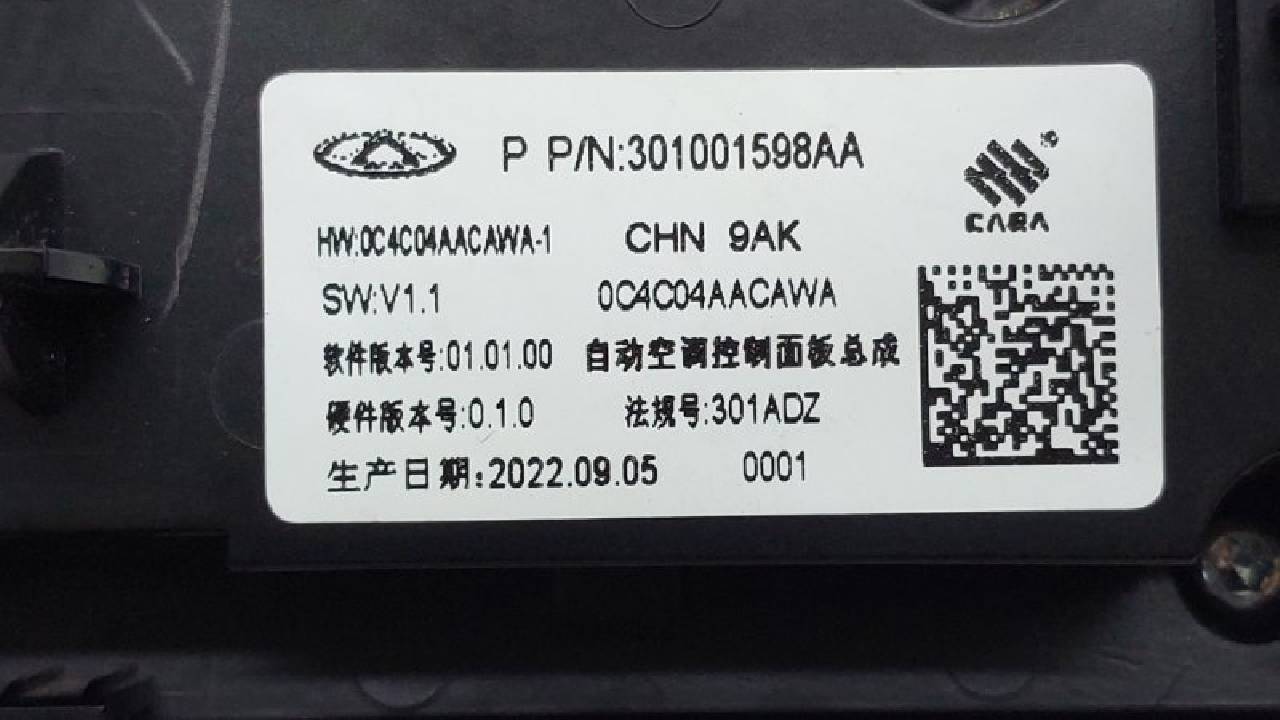 P P/N:301001598AA
CABA
HW:0C4C04AACAWA-1 CHN 9AK
SW:V1.1 0C4C04AACAWA
软件版本号:01.01.00 自动空调控制面板总成
硬件版本号:0.1.0 法规号:301ADZ
生产日期:2022.09.05 0001